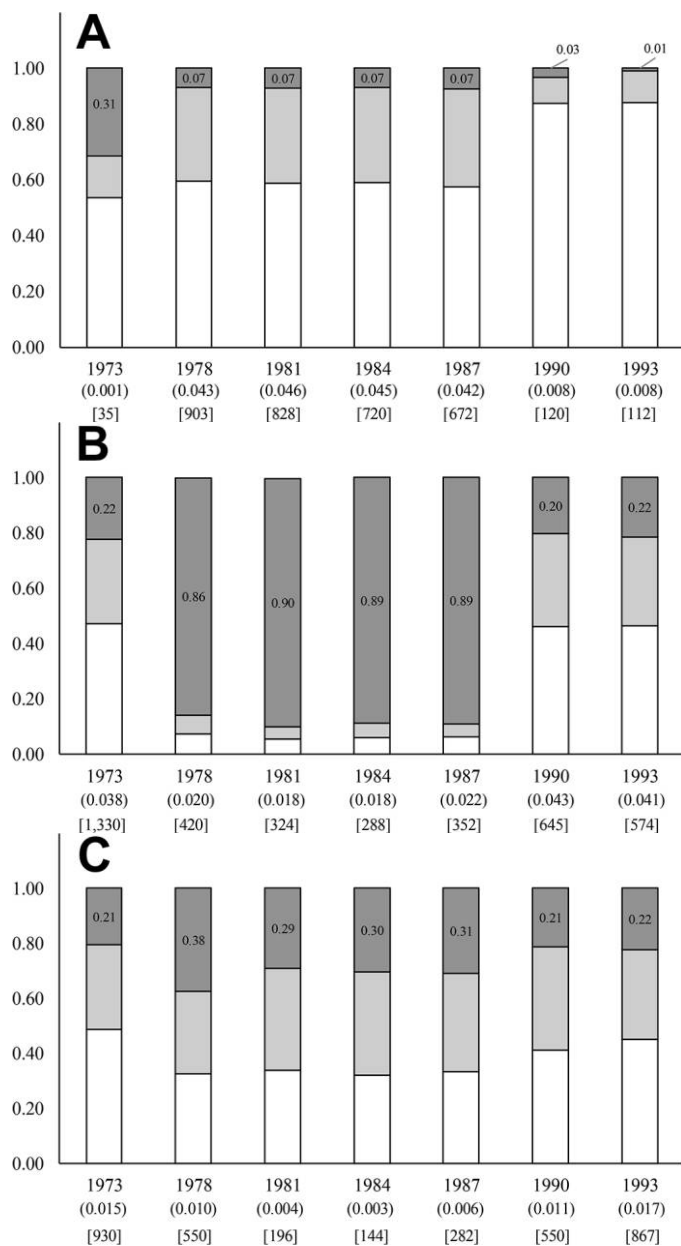 A
0.03 0.01
1.00
0.07 0.07 0.07 0.07
0.31
0.80
0.60
0.40
0.20
0.00
1973 1978 1981 1984 1987 1990 1993
(0.001) (0.043) (0.046) (0.045) (0.042) (0.008) (0.008)
[35] [903] [828] [720] [672] [120] [112]
B
1.00
0.22 0.20 0.22
0.80
0.86 0.90 0.89 0.89
0.60
0.40
0.20
0.00
1973 1978 1981 1984 1987 1990 1993
(0.038) (0.020) (0.018) (0.018) (0.022) (0.043) (0.041)
[1,330] [420] [324] [288] [352] [645] [574]
C
1.00
0.21 0.38 0.29 0.30 0.31 0.21 0.22
0.80
0.60
0.40
0.20
0.00
1973 1978 1981 1984 1987 1990 1993
(0.015) (0.010) (0.004) (0.003) (0.006) (0.011) (0.017)
[930] [550] [196] [144] [282] [550] [867]